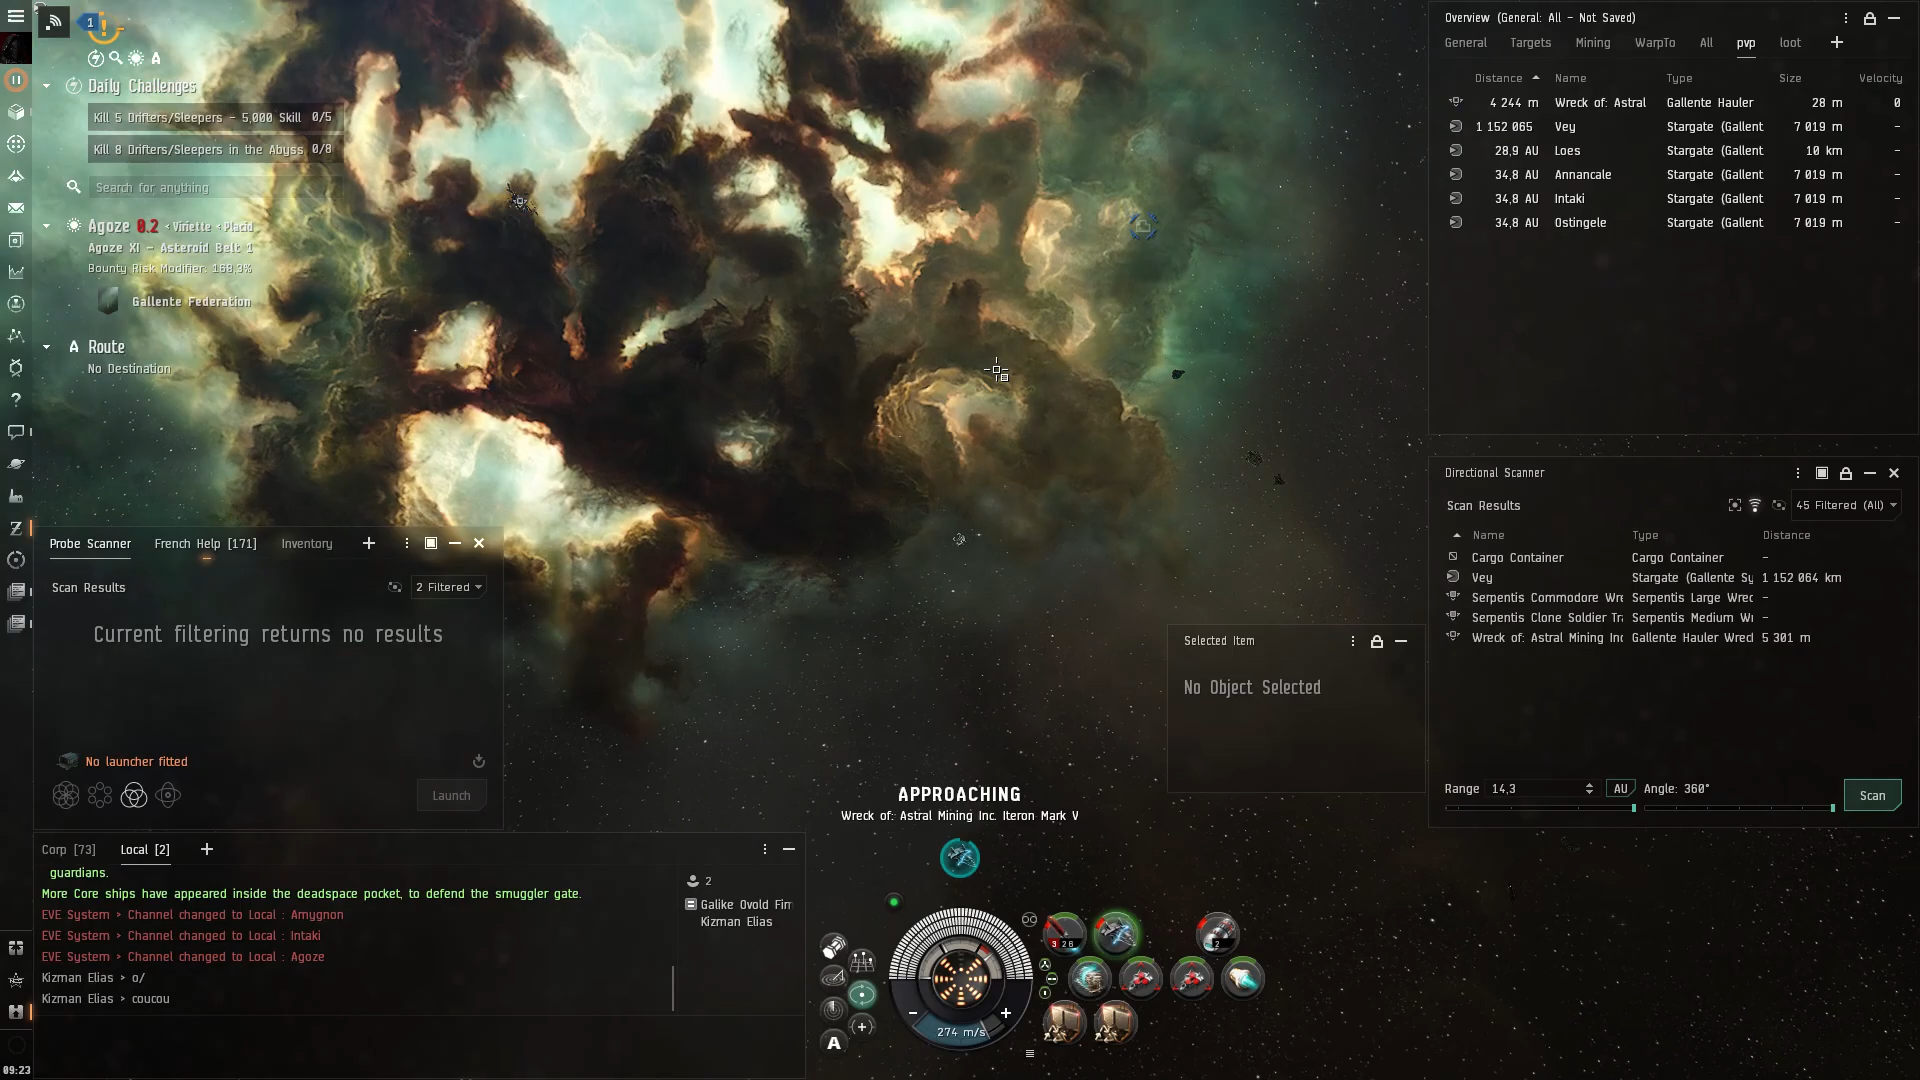 1
Daily Challenges
Kill 5 Drifters/Sleepers - 5,000 Skill 0/5
Kill 8 Drifters/Sleepers in the Abyss 0/8
Search for anything
Agoze 0.2 < Viriette < Placid
Agoze XI - Asteroid Belt 1
Bounty Risk Modifier: 168,3%
Gallente Federation
A Route
No Destination
Overview (General: All - Not Saved)
General Targets Mining WarpTo All pvp loot
Distance Name Type Size Velocity
4 244 m Wreck of: Astral Gallente Hauler 28 m 0
1 152 065 Vey Stargate (Gallent 7 019 m -
28,9 AU Loes Stargate (Gallent 10 km -
34,8 AU Annancale Stargate (Gallent 7 019 m -
34,8 AU Intaki Stargate (Gallent 7 019 m -
34,8 AU Ostingele Stargate (Gallent 7 019 m -
Directional Scanner
Scan Results 45 Filtered (All)
Name Type Distance
Cargo Container Cargo Container -
Vey Stargate (Gallente Sy 1 152 064 km
Serpentis Commodore Wre Serpentis Large Wrec -
Serpentis Clone Soldier Tr Serpentis Medium Wr -
Wreck of: Astral Mining Inc Gallente Hauler Wrecl 5 301 m
Range 14,3 AU Angle: 360° Scan
Selected Item
No Object Selected
Probe Scanner French Help [171] Inventory
Scan Results 2 Filtered
Current filtering returns no results
No launcher fitted
Launch
Corp [73] Local [2]
guardians.
More Core ships have appeared inside the deadspace pocket, to defend the smuggler gate.
EVE System > Channel changed to Local : Amygnon
EVE System > Channel changed to Local : Intaki
EVE System > Channel changed to Local : Agoze
Kizman Elias > o/
Kizman Elias > coucou
2
Galike Ovold Fim
Kizman Elias
APPROACHING
Wreck of: Astral Mining Inc. Iteron Mark V
3 26
2
274 m/s
A
09:23